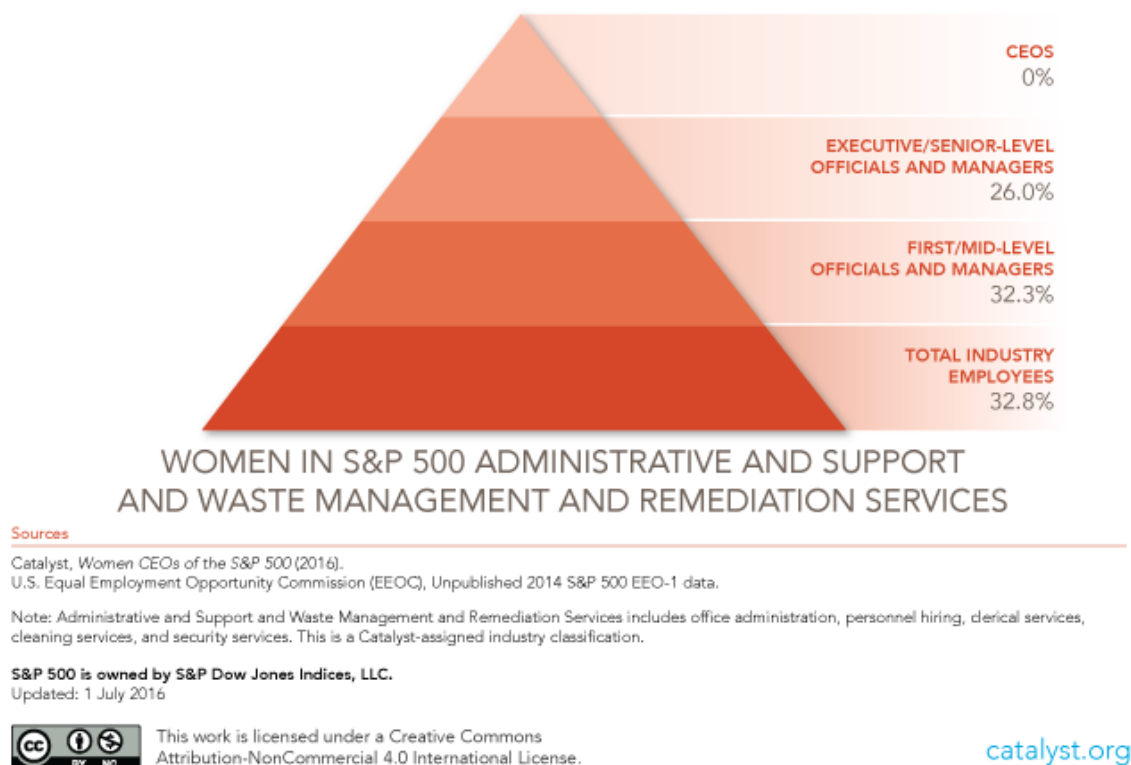 CEOS
0%
EXECUTIVE/SENIOR-LEVEL
OFFICIALS AND MANAGERS
26.0%
FIRST/MID-LEVEL
OFFICIALS AND MANAGERS
32.3%
TOTAL INDUSTRY
EMPLOYEES
32.8%
WOMEN IN S&P 500 ADMINISTRATIVE AND SUPPORT
AND WASTE MANAGEMENT AND REMEDIATION SERVICES
Sources
Catalyst, Women CEOs of the S&P 500 (2016).
U.S. Equal Employment Opportunity Commission (EEOC), Unpublished 2014 S&P 500 EEO-1 data.
Note: Administrative and Support and Waste Management and Remediation Services includes office administration, personnel hiring, clerical services,
cleaning services, and security services. This is a Catalyst-assigned industry classification.
S&P 500 is owned by S&P Dow Jones Indices, LLC.
Updated: 1 July 2016
cc
BY NC
This work is licensed under a Creative Commons
Attribution-NonCommercial 4.0 International License.
catalyst.org